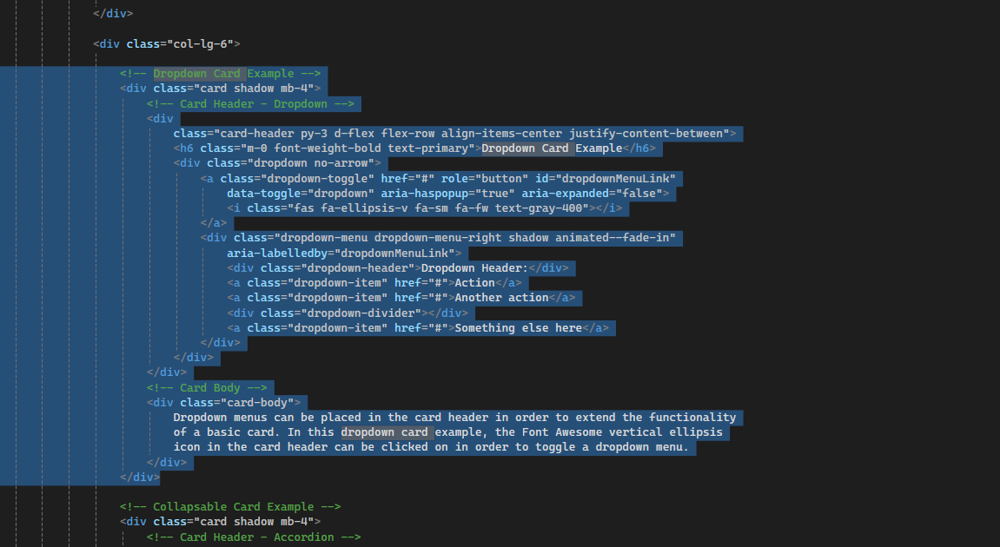 </div>
<div class="col-lg-6">
<!-- Dropdown Card Example -->
<div class="card shadow mb-4">
<!-- Card Header - Dropdown -->
<div
class="card-header py-3 d-flex flex-row align-items-center justify-content-between">
<h6 class="m-0 font-weight-bold text-primary">Dropdown Card Example</h6>
<div class="dropdown no-arrow">
<a class="dropdown-toggle" href="#" role="button" id="dropdownMenuLink"
data-toggle="dropdown" aria-haspopup="true" aria-expanded="false">
<i class="fas fa-ellipsis-v fa-sm fa-fw text-gray-400"></i>
</a>
<div class="dropdown-menu dropdown-menu-right shadow animated--fade-in"
aria-labelledby="dropdownMenuLink">
<div class="dropdown-header">Dropdown Header:</div>
<a class="dropdown-item" href="#">Action</a>
<a class="dropdown-item" href="#">Another action</a>
<div class="dropdown-divider"></div>
<a class="dropdown-item" href="#">Something else here</a>
</div>
</div>
</div>
<!-- Card Body -->
<div class="card-body">
Dropdown menus can be placed in the card header in order to extend the functionality
of a basic card. In this dropdown card example, the Font Awesome vertical ellipsis
icon in the card header can be clicked on in order to toggle a dropdown menu.
</div>
</div>
<!-- Collapsable Card Example -->
<div class="card shadow mb-4">
<!-- Card Header - Accordion -->